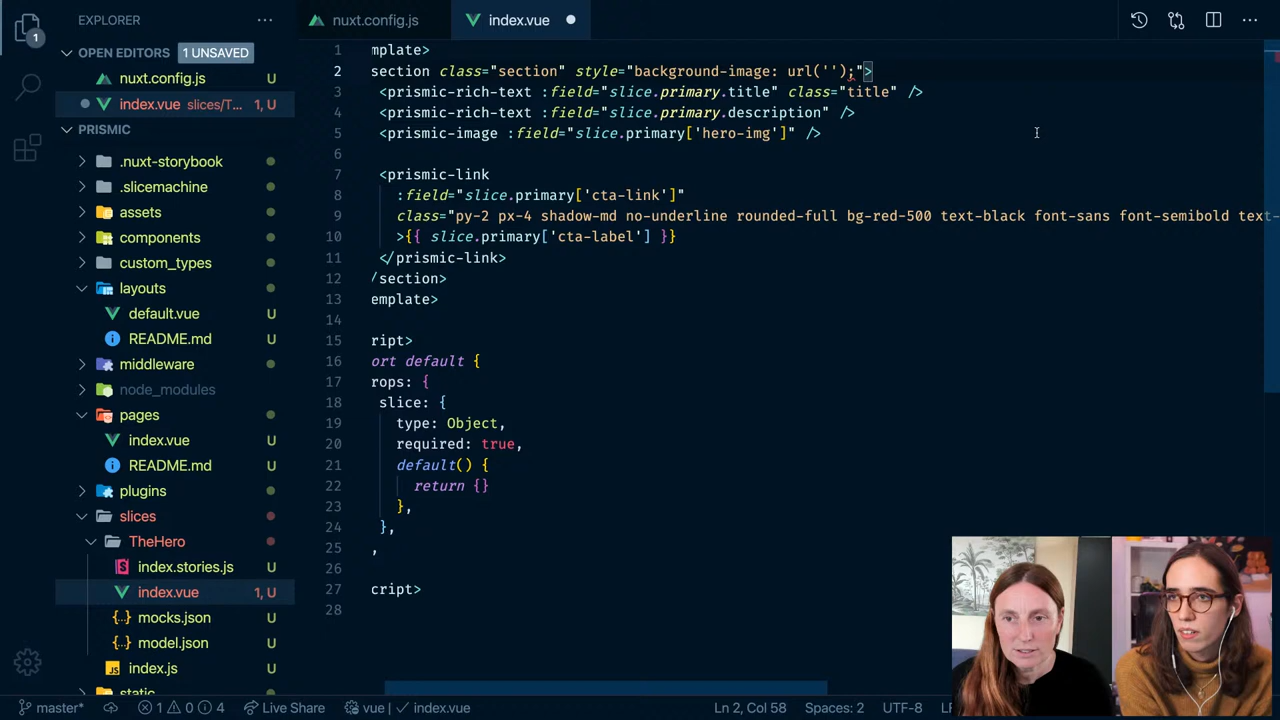 EXPLORER
nuxt.config.js
index.vue
1
OPEN EDITORS 1 UNSAVED
nuxt.config.js U
index.vue slices/T... 1, U
PRISMIC
.nuxt-storybook
.slicemachine
assets
components
custom_types
layouts
default.vue U
README.md U
middleware
node_modules
pages
index.vue U
README.md U
plugins
slices
TheHero
index.stories.js U
index.vue 1, U
mocks.json U
model.json U
index.js U
static
1 mplate>
2 section class="section" style="background-image: url('');">
3 <prismic-rich-text :field="slice.primary.title" class="title" />
4 <prismic-rich-text :field="slice.primary.description" />
5 <prismic-image :field="slice.primary['hero-img']" />
6
7 <prismic-link
8 :field="slice.primary['cta-link']"
9 class="py-2 px-4 shadow-md no-underline rounded-full bg-red-500 text-black font-sans font-semibold text-
10 >{{ slice.primary['cta-label'] }}
11 </prismic-link>
12 /section>
13 emplate>
14
15 ript>
16 ort default {
17 rops: {
18 slice: {
19 type: Object,
20 required: true,
21 default() {
22 return {}
23 },
24 },
25 ,
26
27 cript>
28
master* 1 0 4 Live Share vue index.vue Ln 2, Col 58 Spaces: 2 UTF-8